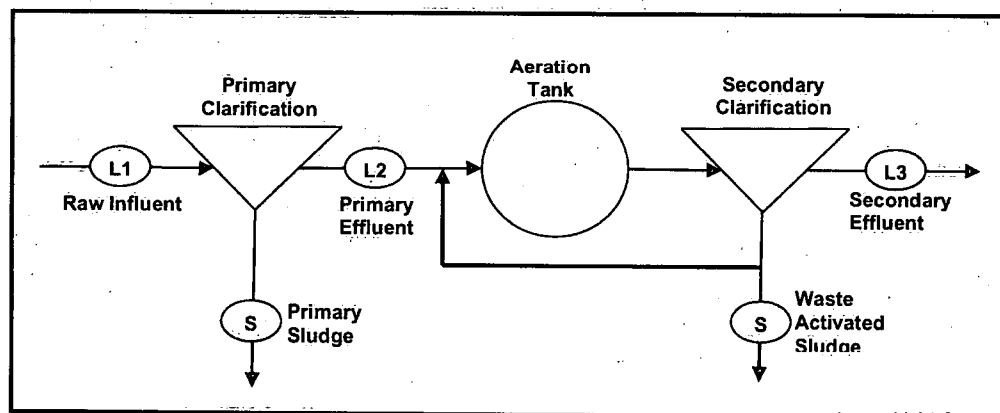 Aeration
Tank
Primary
Clarification
Secondary
Clarification
L1
L2
L3
Raw Influent
Primary
Effluent
Secondary
Effluent
S
Primary
Sludge
S
Waste
Activated
Sludge